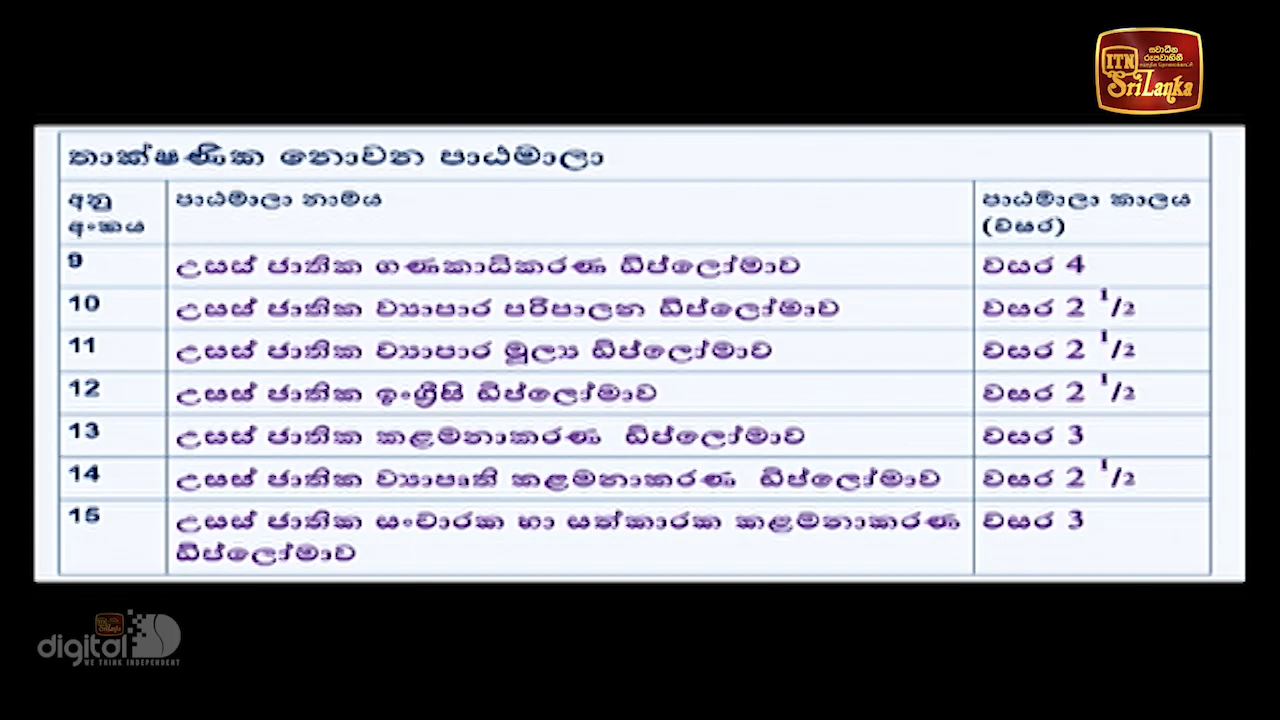 ස්වාධීන
රූපවාහිනී
ITN
Sri Lanka
තාක්ෂණික නොවන පාඨමාලා
අනු අංකය පාඨමාලා නාමය පාඨමාලා කාලය (වසර)
9 උසස් ජාතික ගණකාධිකරණ ඩිප්ලෝමාව වසර 4
10 උසස් ජාතික ව්‍යාපාර පරිපාලන ඩිප්ලෝමාව වසර 2 1/2
11 උසස් ජාතික ව්‍යාපාර මූල්‍ය ඩිප්ලෝමාව වසර 2 1/2
12 උසස් ජාතික ඉංග්‍රීසි ඩිප්ලෝමාව වසර 2 1/2
13 උසස් ජාතික කළමනාකරණ ඩිප්ලෝමාව වසර 3
14 උසස් ජාතික ව්‍යාපෘති කළමනාකරණ ඩිප්ලෝමාව වසර 2 1/2
15 උසස් ජාතික සංචාරක හා සත්කාරක කළමනාකරණ වසර 3
ඩිප්ලෝමාව
digital
WE THINK INDEPENDENT